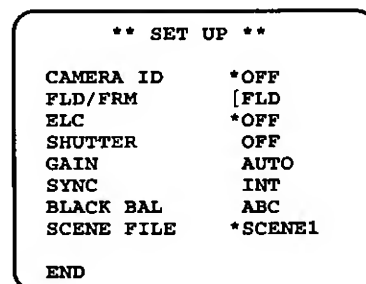 ** SET UP **
CAMERA ID *OFF
FLD/FRM [FLD
ELC *OFF
SHUTTER OFF
GAIN AUTO
SYNC INT
BLACK BAL ABC
SCENE FILE *SCENE1
END